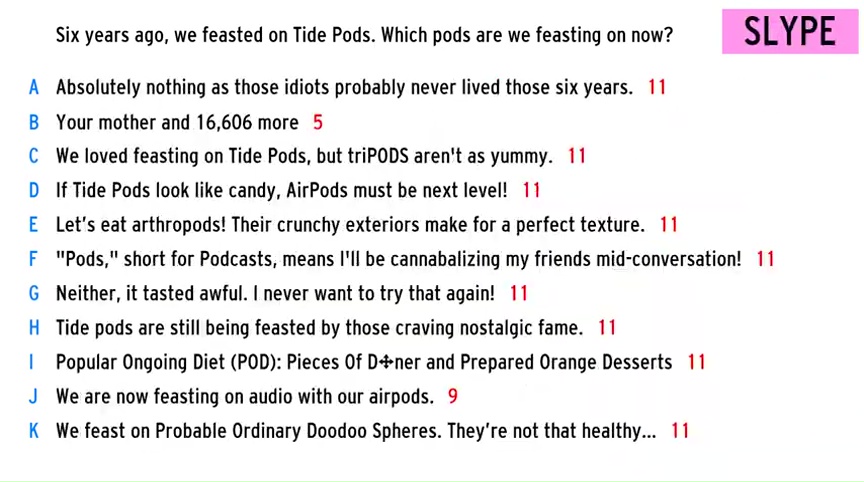 Six years ago, we feasted on Tide Pods. Which pods are we feasting on now?
SLYPE
A Absolutely nothing as those idiots probably never lived those six years. 11
B Your mother and 16,606 more 5
C We loved feasting on Tide Pods, but triPODS aren't as yummy. 11
D If Tide Pods look like candy, AirPods must be next level! 11
E Let's eat arthropods! Their crunchy exteriors make for a perfect texture. 11
F "Pods," short for Podcasts, means I'll be cannabalizing my friends mid-conversation! 11
G Neither, it tasted awful. I never want to try that again! 11
H Tide pods are still being feasted by those craving nostalgic fame. 11
I Popular Ongoing Diet (POD): Pieces Of D✢ner and Prepared Orange Desserts 11
J We are now feasting on audio with our airpods. 9
K We feast on Probable Ordinary Doodoo Spheres. They're not that healthy... 11